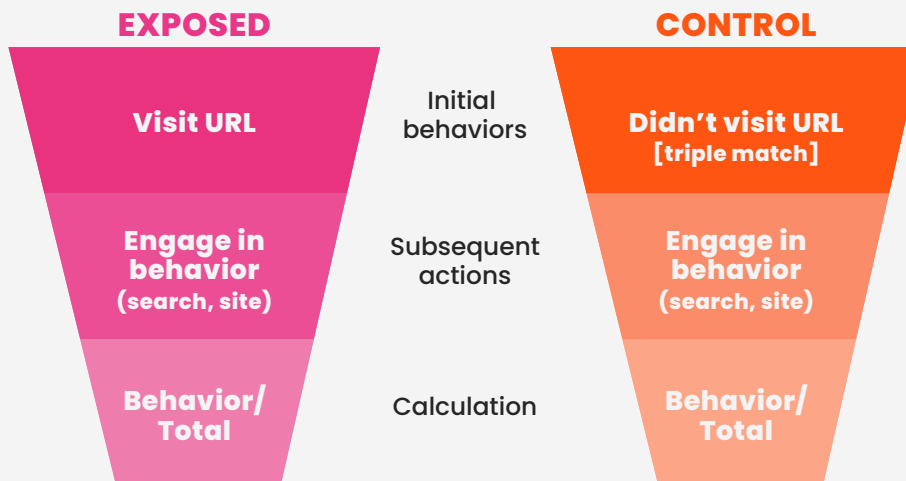 EXPOSED
Visit URL
Engage in
behavior
(search, site)
Behavior/
Total
Initial
behaviors
Subsequent
actions
Calculation
CONTROL
Didn’t visit URL
[triple match]
Engage in
behavior
(search, site)
Behavior/
Total